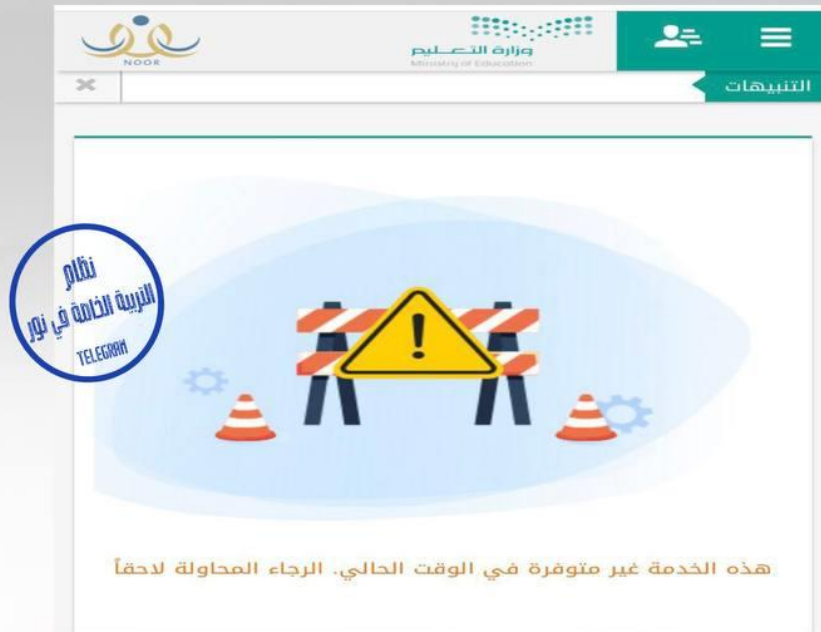 NOOR
وزارة التعليم
Ministry of Education
التنبيهات
نظام
التربية الخاصة في نور
TELEGRAM
هذه الخدمة غير متوفرة في الوقت الحالي. الرجاء المحاولة لاحقاً